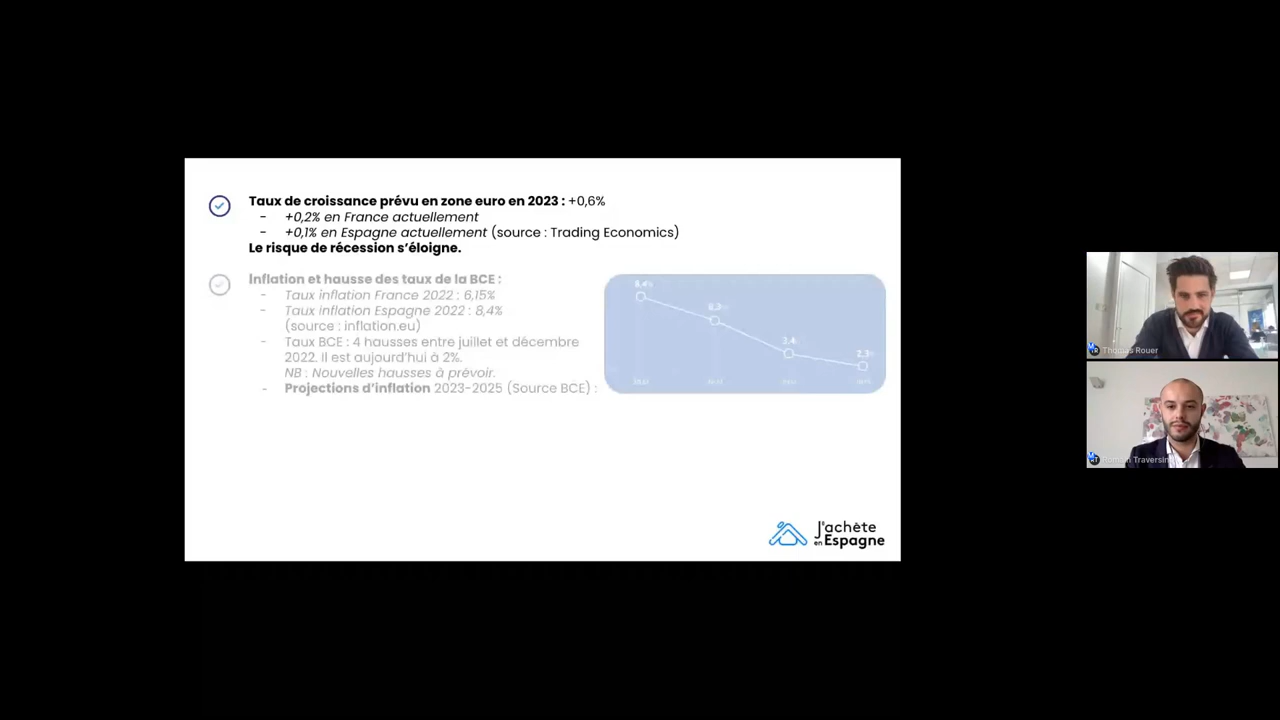 Taux de croissance prévu en zone euro en 2023 : +0,6%
- +0,2% en France actuellement
- +0,1% en Espagne actuellement (source : Trading Economics)
Le risque de récession s'éloigne.
Inflation et hausse des taux de la BCE :
- Taux inflation France 2022 : 6,15%
- Taux inflation Espagne 2022 : 8,4%
(source : inflation.eu)
- Taux BCE : 4 hausses entre juillet et décembre
2022. Il est aujourd'hui à 2%.
NB : Nouvelles hausses à prévoir.
- Projections d'inflation 2023-2025 (Source BCE) :
8,4%
3,4
2,3
J'achète
en Espagne
Thomas Rouer